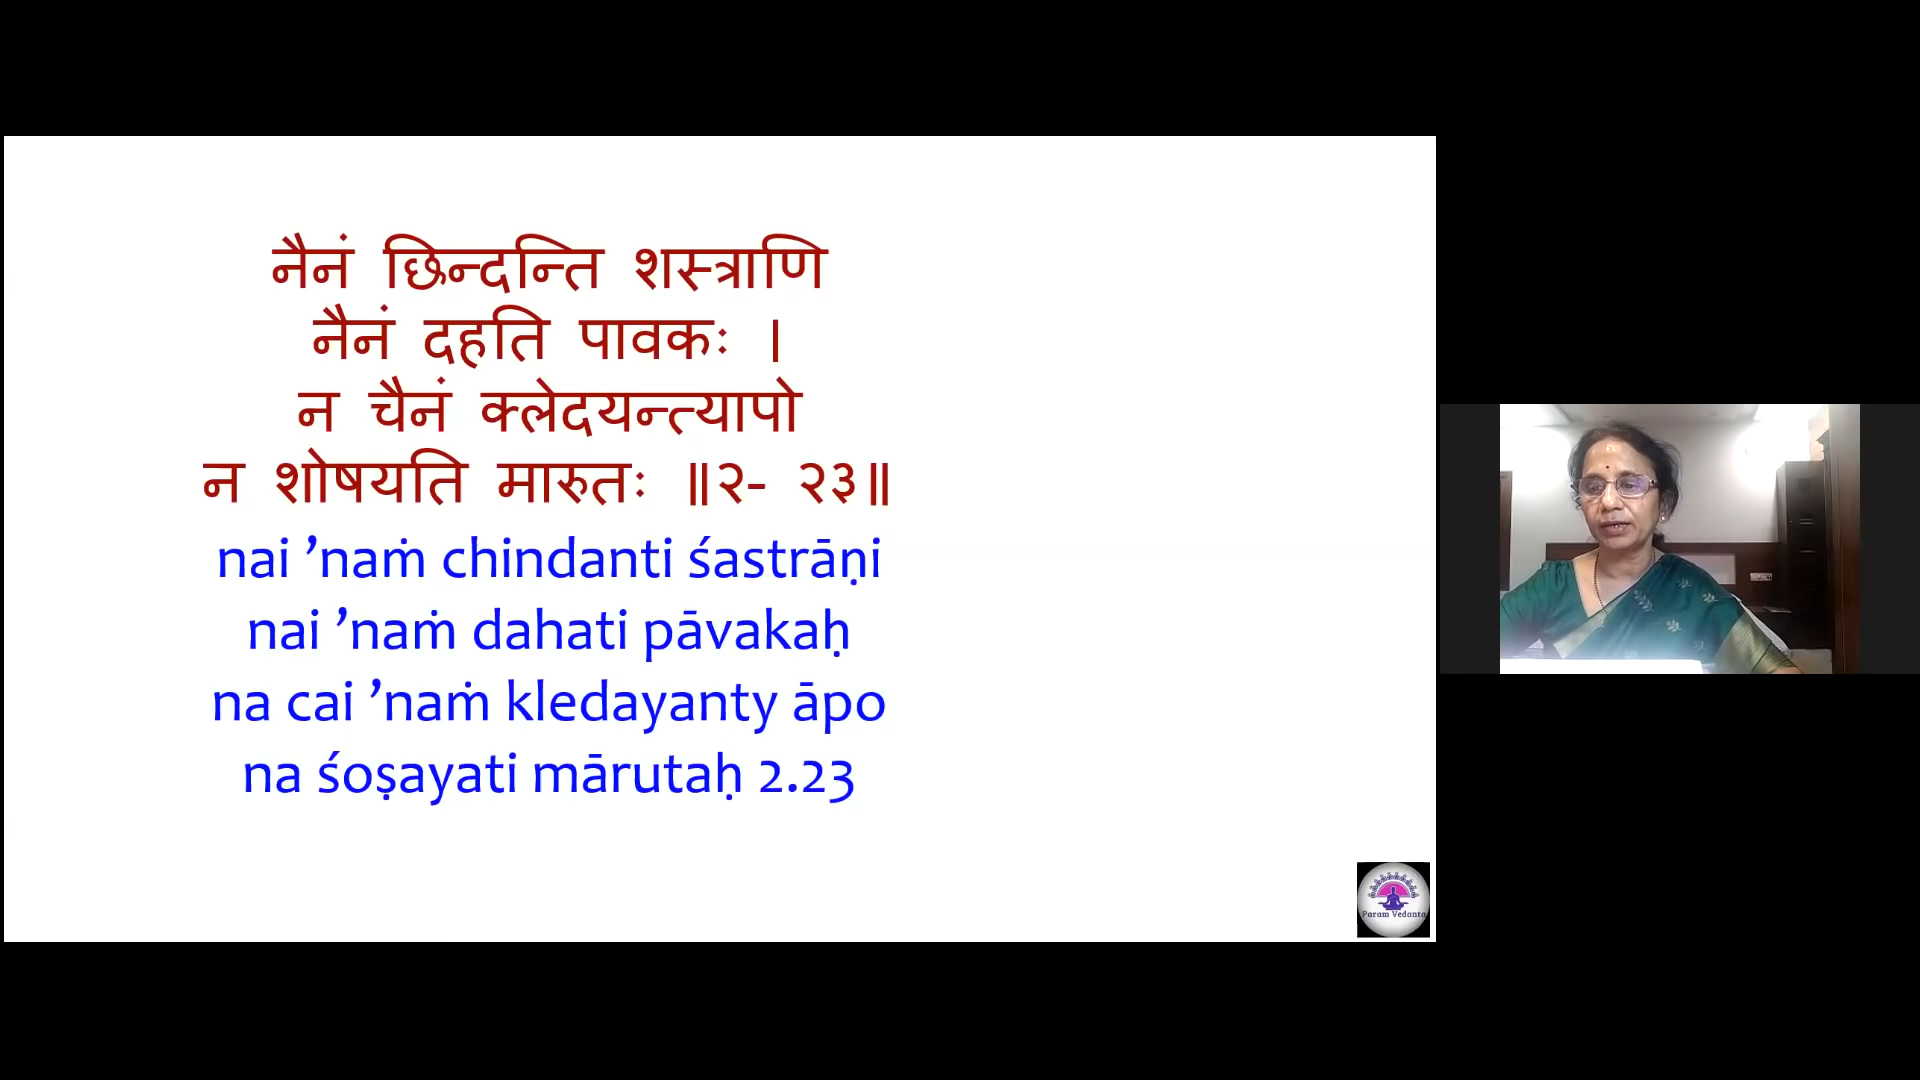 नैनं छिन्दन्ति शस्त्राणि
नैनं दहति पावकः ।
न चैनं क्लेदयन्त्यापो
न शोषयति मारुतः ॥२- २३॥
nai ’naṁ chindanti śastrāṇi
nai ’naṁ dahati pāvakaḥ
na cai ’naṁ kledayanty āpo
na śoṣayati mārutaḥ 2.23
Param Vedanta